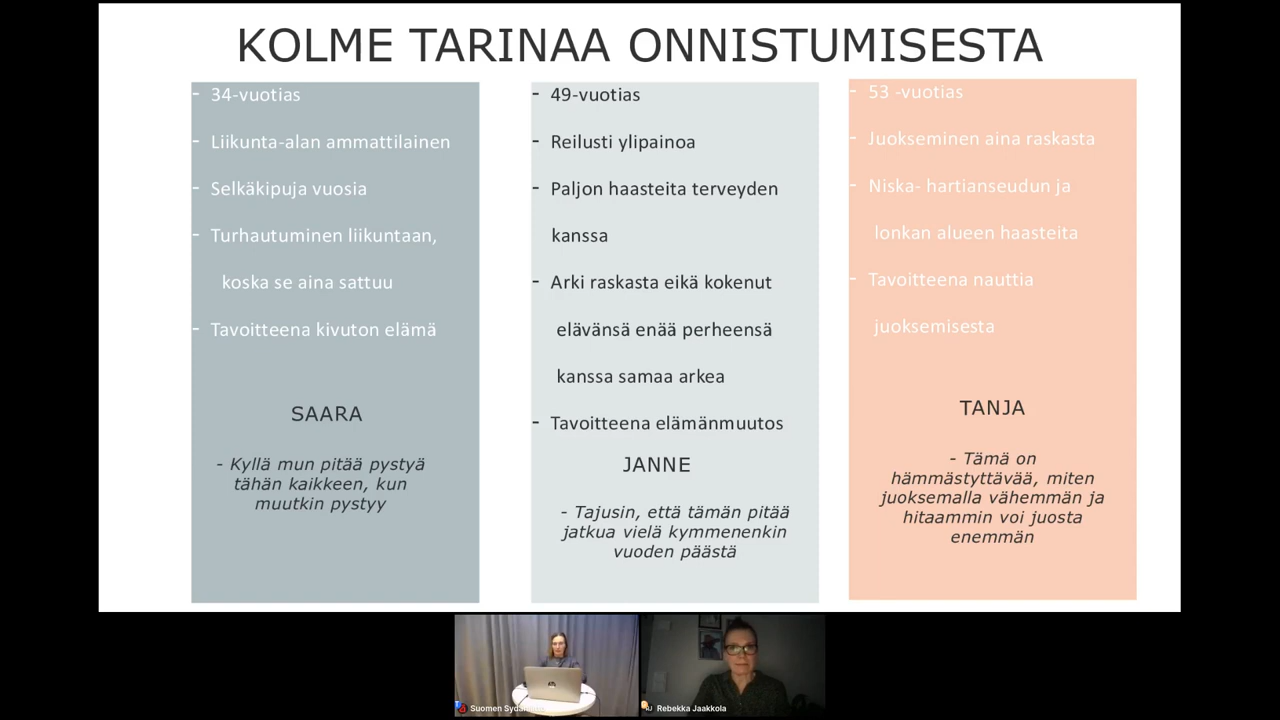 KOLME TARINAA ONNISTUMISESTA
- 34-vuotias
- Liikunta-alan ammattilainen
- Selkäkipuja vuosia
- Turhautuminen liikuntaan,
koska se aina sattuu
- Tavoitteena kivuton elämä
SAARA
- Kyllä mun pitää pystyä
tähän kaikkeen, kun
muutkin pystyy
- 49-vuotias
- Reilusti ylipainoa
- Paljon haasteita terveyden
kanssa
- Arki raskasta eikä kokenut
elävänsä enää perheensä
kanssa samaa arkea
- Tavoitteena elämänmuutos
JANNE
- Tajusin, että tämän pitää
jatkua vielä kymmenenkin
vuoden päästä
- 53 -vuotias
- Juokseminen aina raskasta
- Niska- hartianseudun ja
lonkan alueen haasteita
- Tavoitteena nauttia
juoksemisesta
TANJA
- Tämä on
hämmästyttävää, miten
juoksemalla vähemmän ja
hitaammin voi juosta
enemmän
Suomen
Rebekka Jaakkola